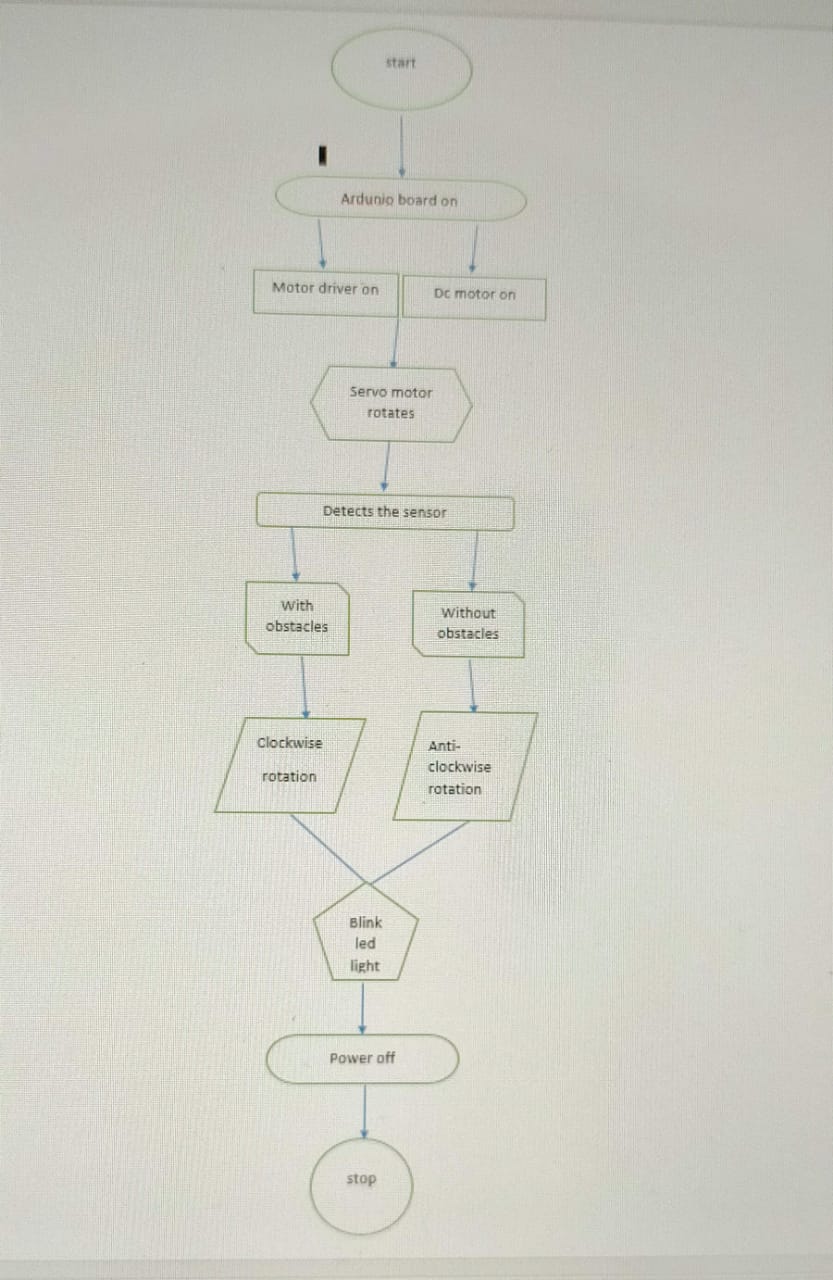 start
Ardunio board on
Motor driver on
Dc motor on
Servo motor
rotates
Detects the sensor
With
obstacles
Without
obstacles
Clockwise
rotation
Anti-
clockwise
rotation
Blink
led
light
Power off
stop